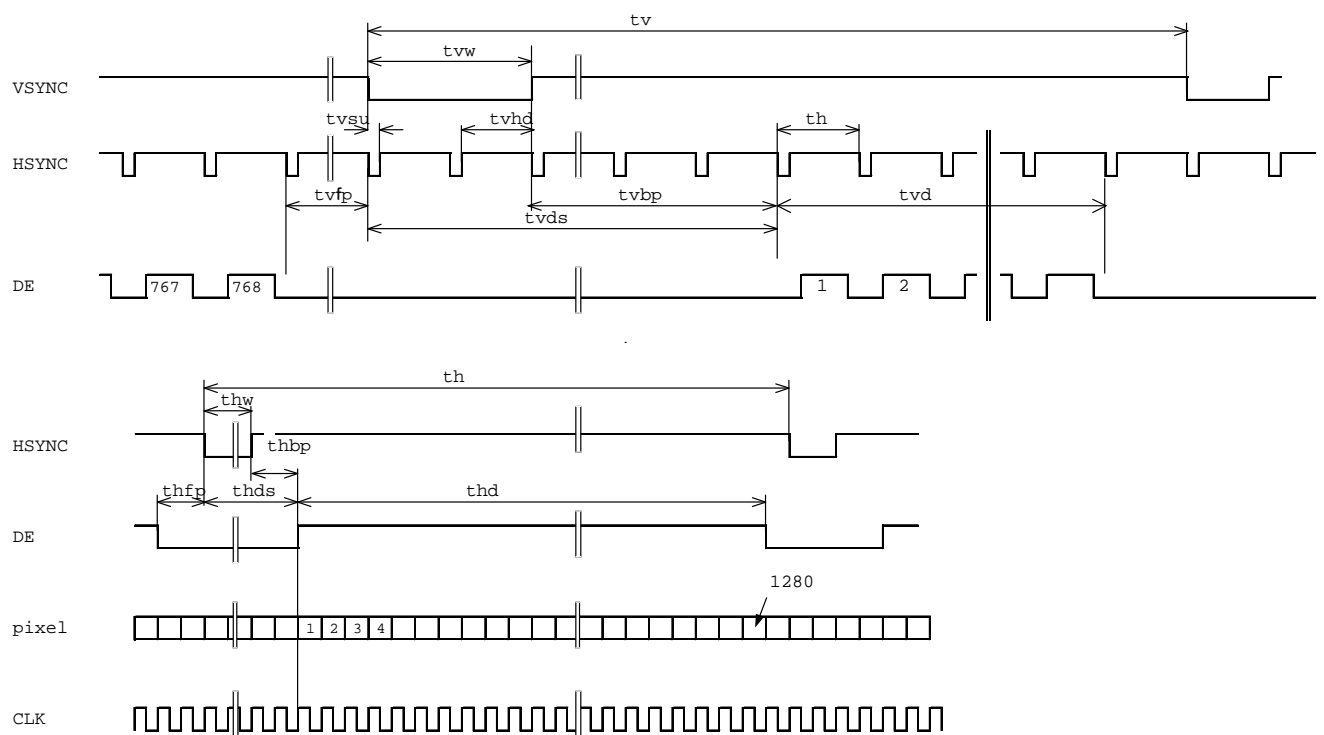 tv
tvw
VSYNC
tvsu
tvhd
th
HSYNC
tvfp
tvbp
tvd
tvds
DE
767
768
1
2
th
thw
HSYNC
thbp
thfp
thds
thd
DE
1280
pixel
1
2
3
4
CLK